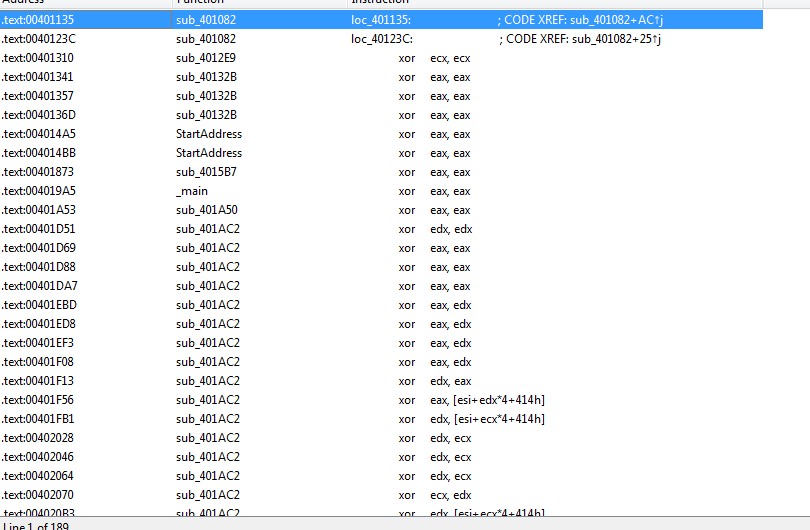 Address Function Instruction
.text:00401135 sub_401082 loc_401135: ; CODE XREF: sub_401082+AC↑j
.text:0040123C sub_401082 loc_40123C: ; CODE XREF: sub_401082+25↑j
.text:00401310 sub_4012E9 xor ecx, ecx
.text:00401341 sub_40132B xor eax, eax
.text:00401357 sub_40132B xor eax, eax
.text:0040136D sub_40132B xor eax, eax
.text:004014A5 StartAddress xor eax, eax
.text:004014BB StartAddress xor eax, eax
.text:00401873 sub_4015B7 xor eax, eax
.text:004019A5 _main xor eax, eax
.text:00401A53 sub_401A50 xor eax, eax
.text:00401D51 sub_401AC2 xor edx, edx
.text:00401D69 sub_401AC2 xor eax, eax
.text:00401D88 sub_401AC2 xor eax, eax
.text:00401DA7 sub_401AC2 xor eax, eax
.text:00401EBD sub_401AC2 xor eax, edx
.text:00401ED8 sub_401AC2 xor eax, edx
.text:00401EF3 sub_401AC2 xor eax, edx
.text:00401F08 sub_401AC2 xor eax, edx
.text:00401F13 sub_401AC2 xor edx, eax
.text:00401F56 sub_401AC2 xor eax, [esi+edx*4+414h]
.text:00401FB1 sub_401AC2 xor edx, [esi+ecx*4+414h]
.text:00402028 sub_401AC2 xor edx, ecx
.text:00402046 sub_401AC2 xor edx, ecx
.text:00402064 sub_401AC2 xor edx, ecx
.text:00402070 sub_401AC2 xor ecx, edx
.text:004020B3 sub_401AC2 xor edx, [esi+ecx*4+414h]
Line 1 of 189